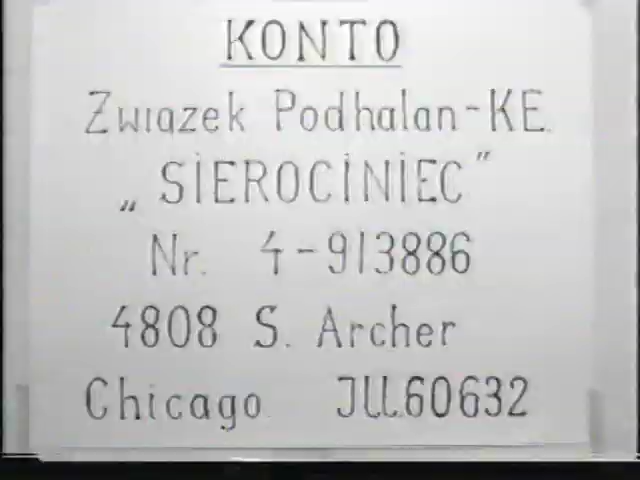 KONTO
Zwiazek Podhalan-KE.
„SIEROCINIEC"
Nr. 4-913886
4808 S. Archer
Chicago JLL60632